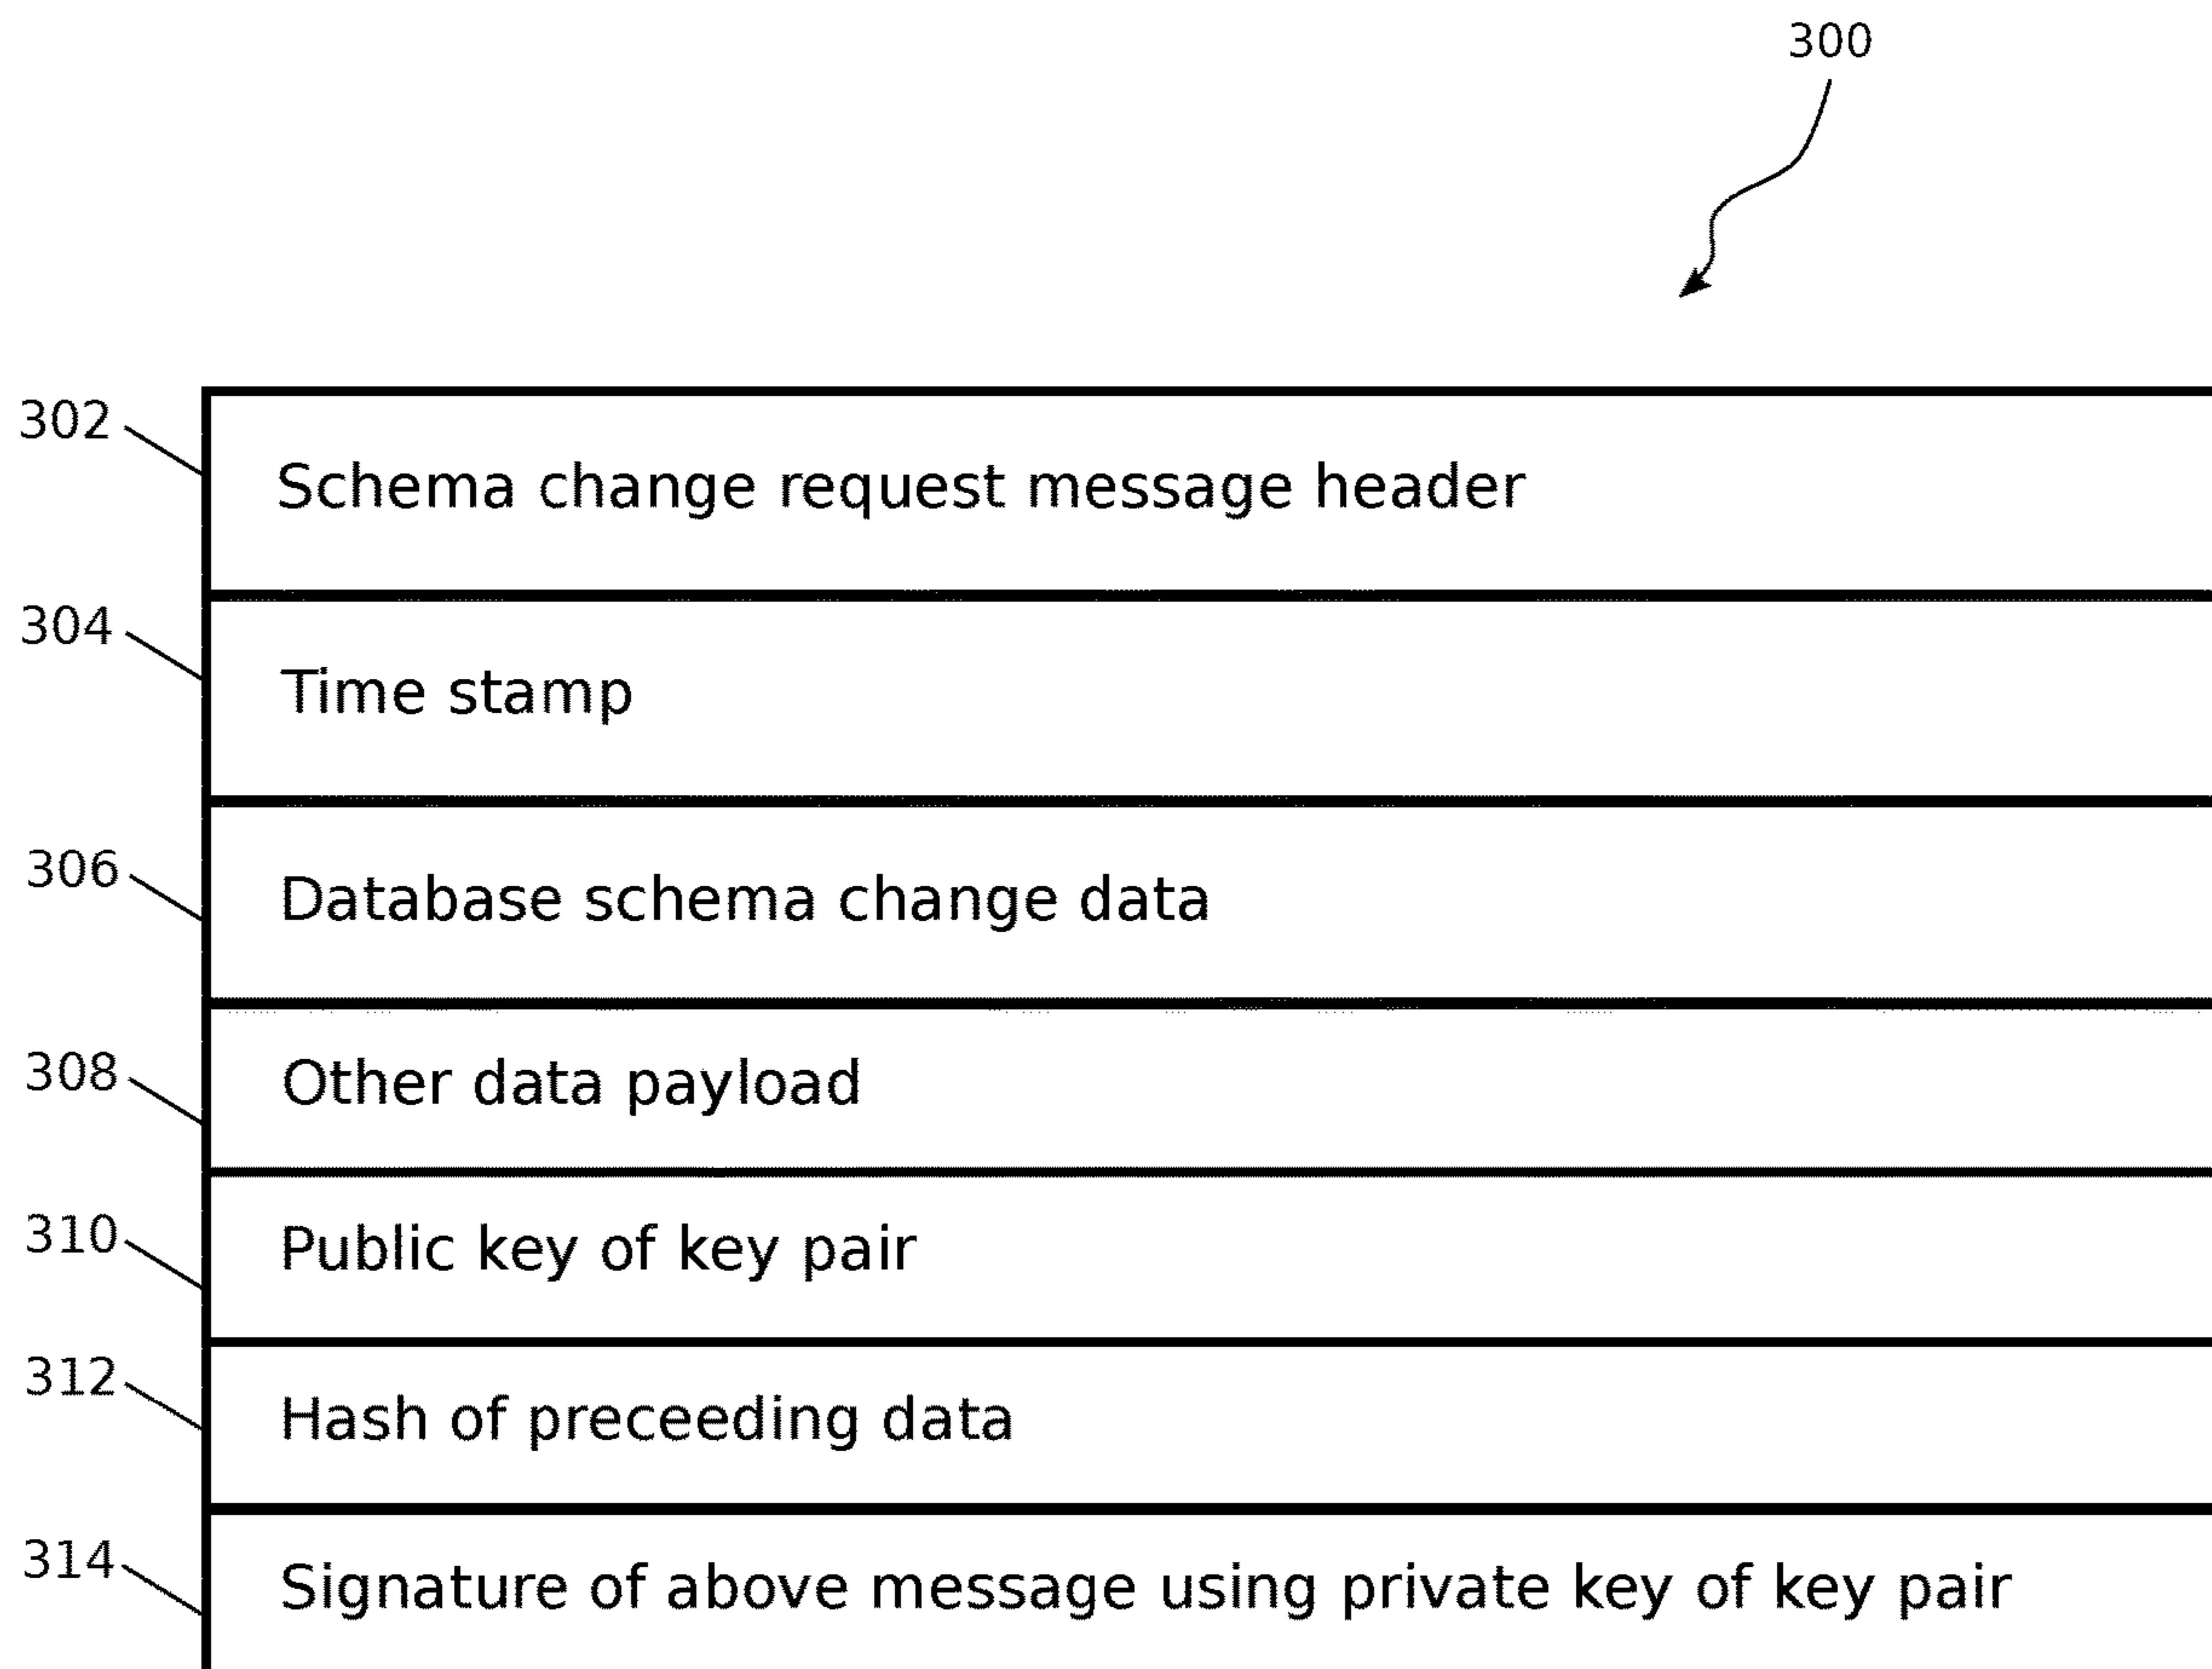 300
302
Schema change request message header
304
Time stamp
306
Database schema change data
308
Other data payload
310
Public key of key pair
312
Hash of preceeding data
314
Signature of above message using private key of key pair